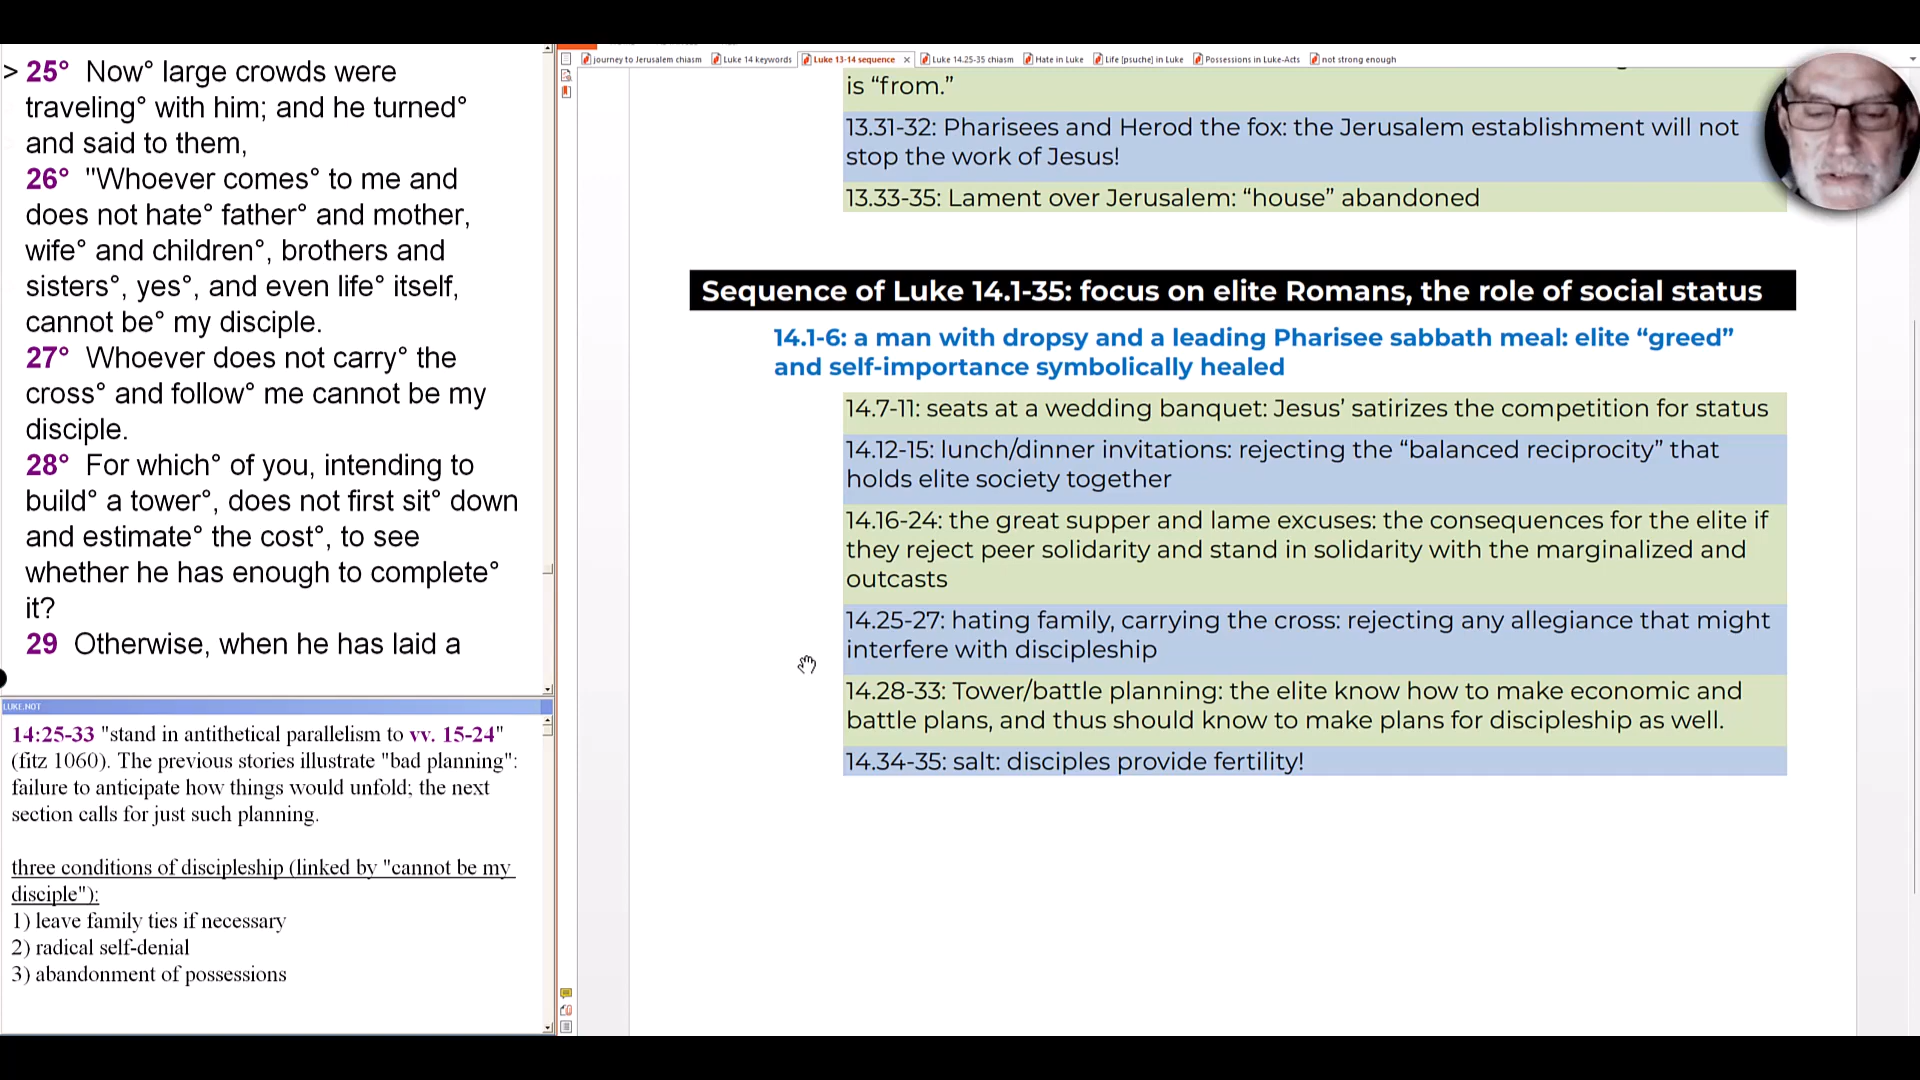 > 25° Now° large crowds were
traveling° with him; and he turned°
and said to them,
26° "Whoever comes° to me and
does not hate° father° and mother,
wife° and children°, brothers and
sisters°, yes°, and even life° itself,
cannot be° my disciple.
27° Whoever does not carry° the
cross° and follow° me cannot be my
disciple.
28° For which° of you, intending to
build° a tower°, does not first sit° down
and estimate° the cost°, to see
whether he has enough to complete°
it?
29 Otherwise, when he has laid a
LUKE.NOT
14:25-33 "stand in antithetical parallelism to vv. 15-24"
(fitz 1060). The previous stories illustrate "bad planning":
failure to anticipate how things would unfold; the next
section calls for just such planning.
three conditions of discipleship (linked by "cannot be my
disciple"):
1) leave family ties if necessary
2) radical self-denial
3) abandonment of possessions
journey to Jerusalem chiasm
Luke 14 keywords
Luke 13-14 sequence
Luke 14.25-35 chiasm
Hate in Luke
Life [psuche] in Luke
Possessions in Luke-Acts
not strong enough
is “from.”
13.31-32: Pharisees and Herod the fox: the Jerusalem establishment will not
stop the work of Jesus!
13.33-35: Lament over Jerusalem: “house” abandoned
Sequence of Luke 14.1-35: focus on elite Romans, the role of social status
14.1-6: a man with dropsy and a leading Pharisee sabbath meal: elite “greed”
and self-importance symbolically healed
14.7-11: seats at a wedding banquet: Jesus’ satirizes the competition for status
14.12-15: lunch/dinner invitations: rejecting the “balanced reciprocity” that
holds elite society together
14.16-24: the great supper and lame excuses: the consequences for the elite if
they reject peer solidarity and stand in solidarity with the marginalized and
outcasts
14.25-27: hating family, carrying the cross: rejecting any allegiance that might
interfere with discipleship
14.28-33: Tower/battle planning: the elite know how to make economic and
battle plans, and thus should know to make plans for discipleship as well.
14.34-35: salt: disciples provide fertility!